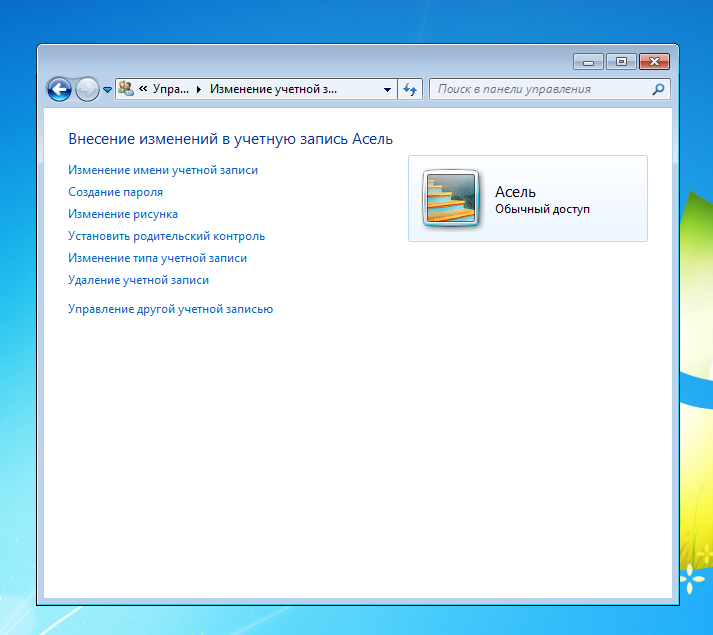 « Упра... Изменение учетной з...
Поиск в панели управления
Внесение изменений в учетную запись Асель
Изменение имени учетной записи
Создание пароля
Изменение рисунка
Установить родительский контроль
Изменение типа учетной записи
Удаление учетной записи
Управление другой учетной записью
Асель
Обычный доступ